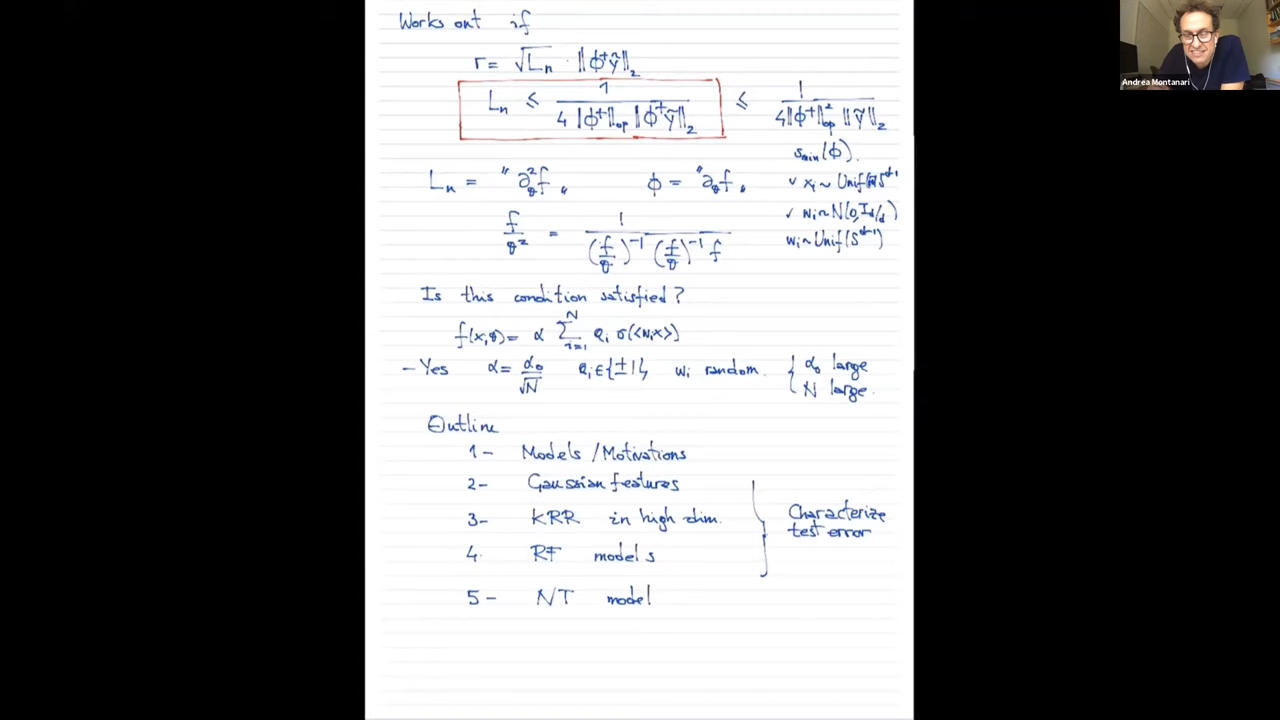 Works out if
r = √L_n · ‖ϕ⁺ỹ‖₂
L_n ≤ 1 / (4 ‖ϕ⁺‖_op ‖ϕ⁺ỹ‖₂) ≤ 1 / (4‖ϕ⁺‖²_op ‖ỹ‖₂)
s_min(ϕ).
L_n = "∂²_θ f" ϕ = "∂_θ f" ✓ x_i ~ Unif(S^{d-1})
✓ w_i ~ N(0, I_d/d)
f/θ² = 1 / ((f/θ)⁻¹ (f/θ)⁻¹ f) w_i ~ Unif(S^{d-1})
Is this condition satisfied?
f(x,θ) = α Σ_{i=1}^N a_i σ(<w_i x>)
- Yes α = α₀/√N a_i ∈ {±1} w_i random. { α₀ large
N large.
Outline
1 - Models / Motivations
2 - Gaussian features
3 - KRR in high dim.
4. RF models
} Characterize
test error
5 - NT model
Andrea Montanari